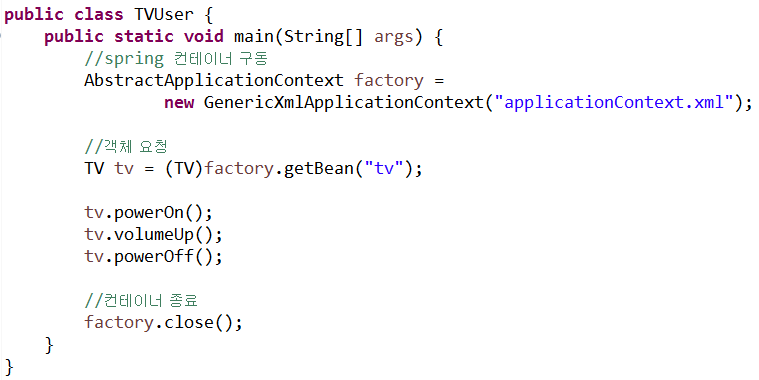 public class TVUser {
public static void main(String[] args) {
//spring 컨테이너 구동
AbstractApplicationContext factory =
new GenericXmlApplicationContext("applicationContext.xml");
//객체 요청
TV tv = (TV)factory.getBean("tv");
tv.powerOn();
tv.volumeUp();
tv.powerOff();
//컨테이너 종료
factory.close();
}
}